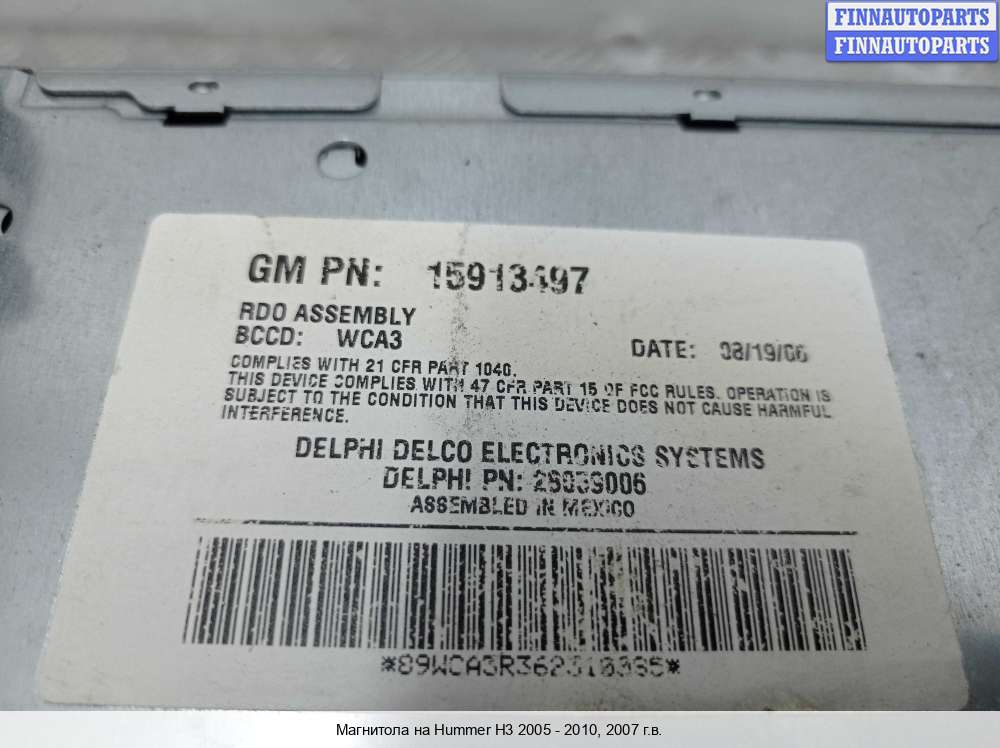 FINNAUTOPARTS
FINNAUTOPARTS
GM PN: 15913497
RDO ASSEMBLY
BCCD: WCA3
DATE: 08/19/06
COMPLIES WITH 21 CFR PART 1040.
THIS DEVICE COMPLIES WITH 47 CFR PART 15 OF FCC RULES. OPERATION IS
SUBJECT TO THE CONDITION THAT THIS DEVICE DOES NOT CAUSE HARMFUL
INTERFERENCE.
DELPHI DELCO ELECTRONICS SYSTEMS
DELPHI PN:
ASSEMBLED IN MEXICO
Магнитола на Hummer H3 2005 - 2010, 2007 г.в.